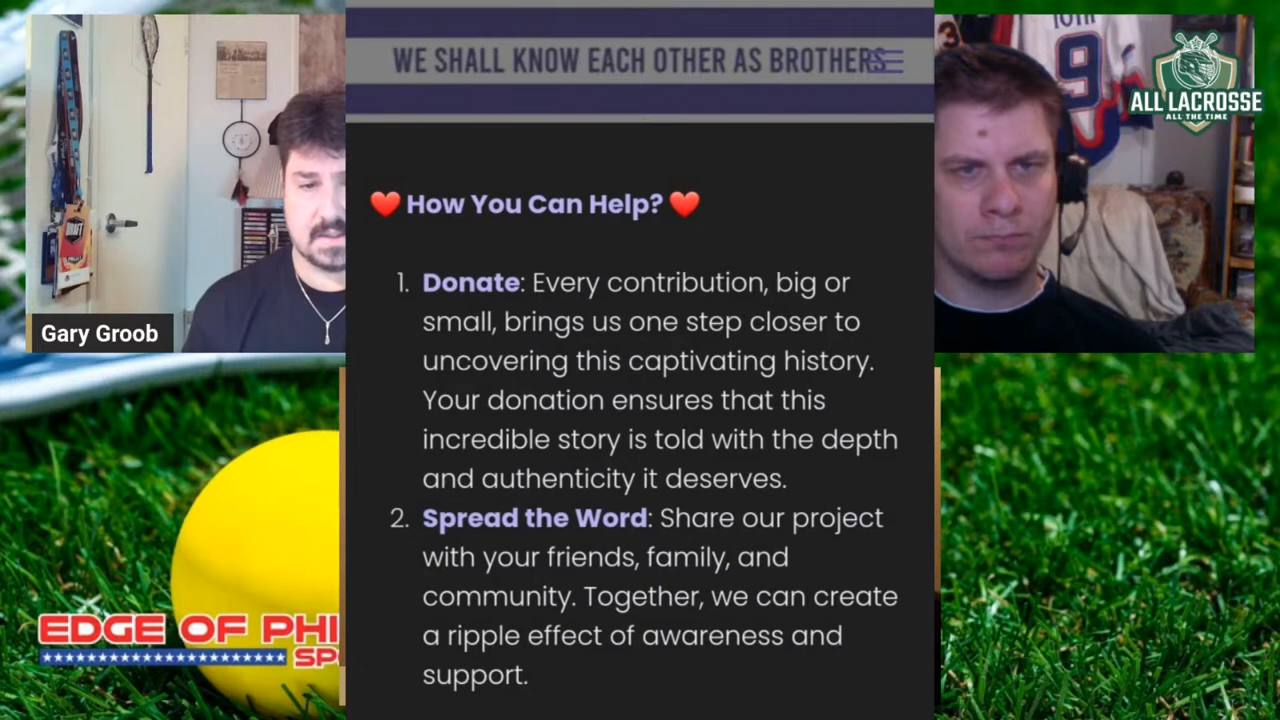 WE SHALL KNOW EACH OTHER AS BROTHERS
ALL LACROSSE
ALL THE TIME
9
DRAFT
❤️ How You Can Help? ❤️
1. Donate: Every contribution, big or
small, brings us one step closer to
uncovering this captivating history.
Your donation ensures that this
incredible story is told with the depth
and authenticity it deserves.
2. Spread the Word: Share our project
with your friends, family, and
community. Together, we can create
a ripple effect of awareness and
support.
Gary Groob
EDGE OF PHI
SP